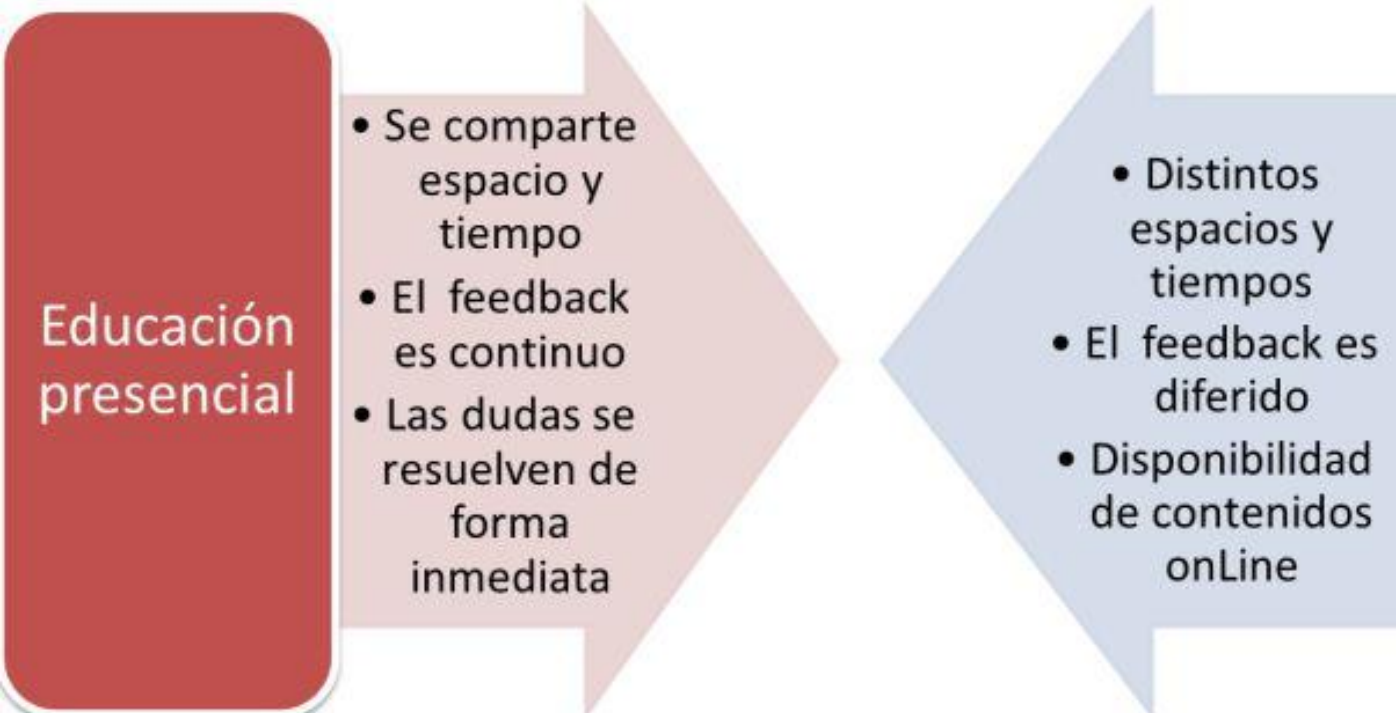 Educación
presencial
• Se comparte
espacio y
tiempo
• El feedback
es continuo
• Las dudas se
resuelven de
forma
inmediata
• Distintos
espacios y
tiempos
• El feedback es
diferido
• Disponibilidad
de contenidos
onLine